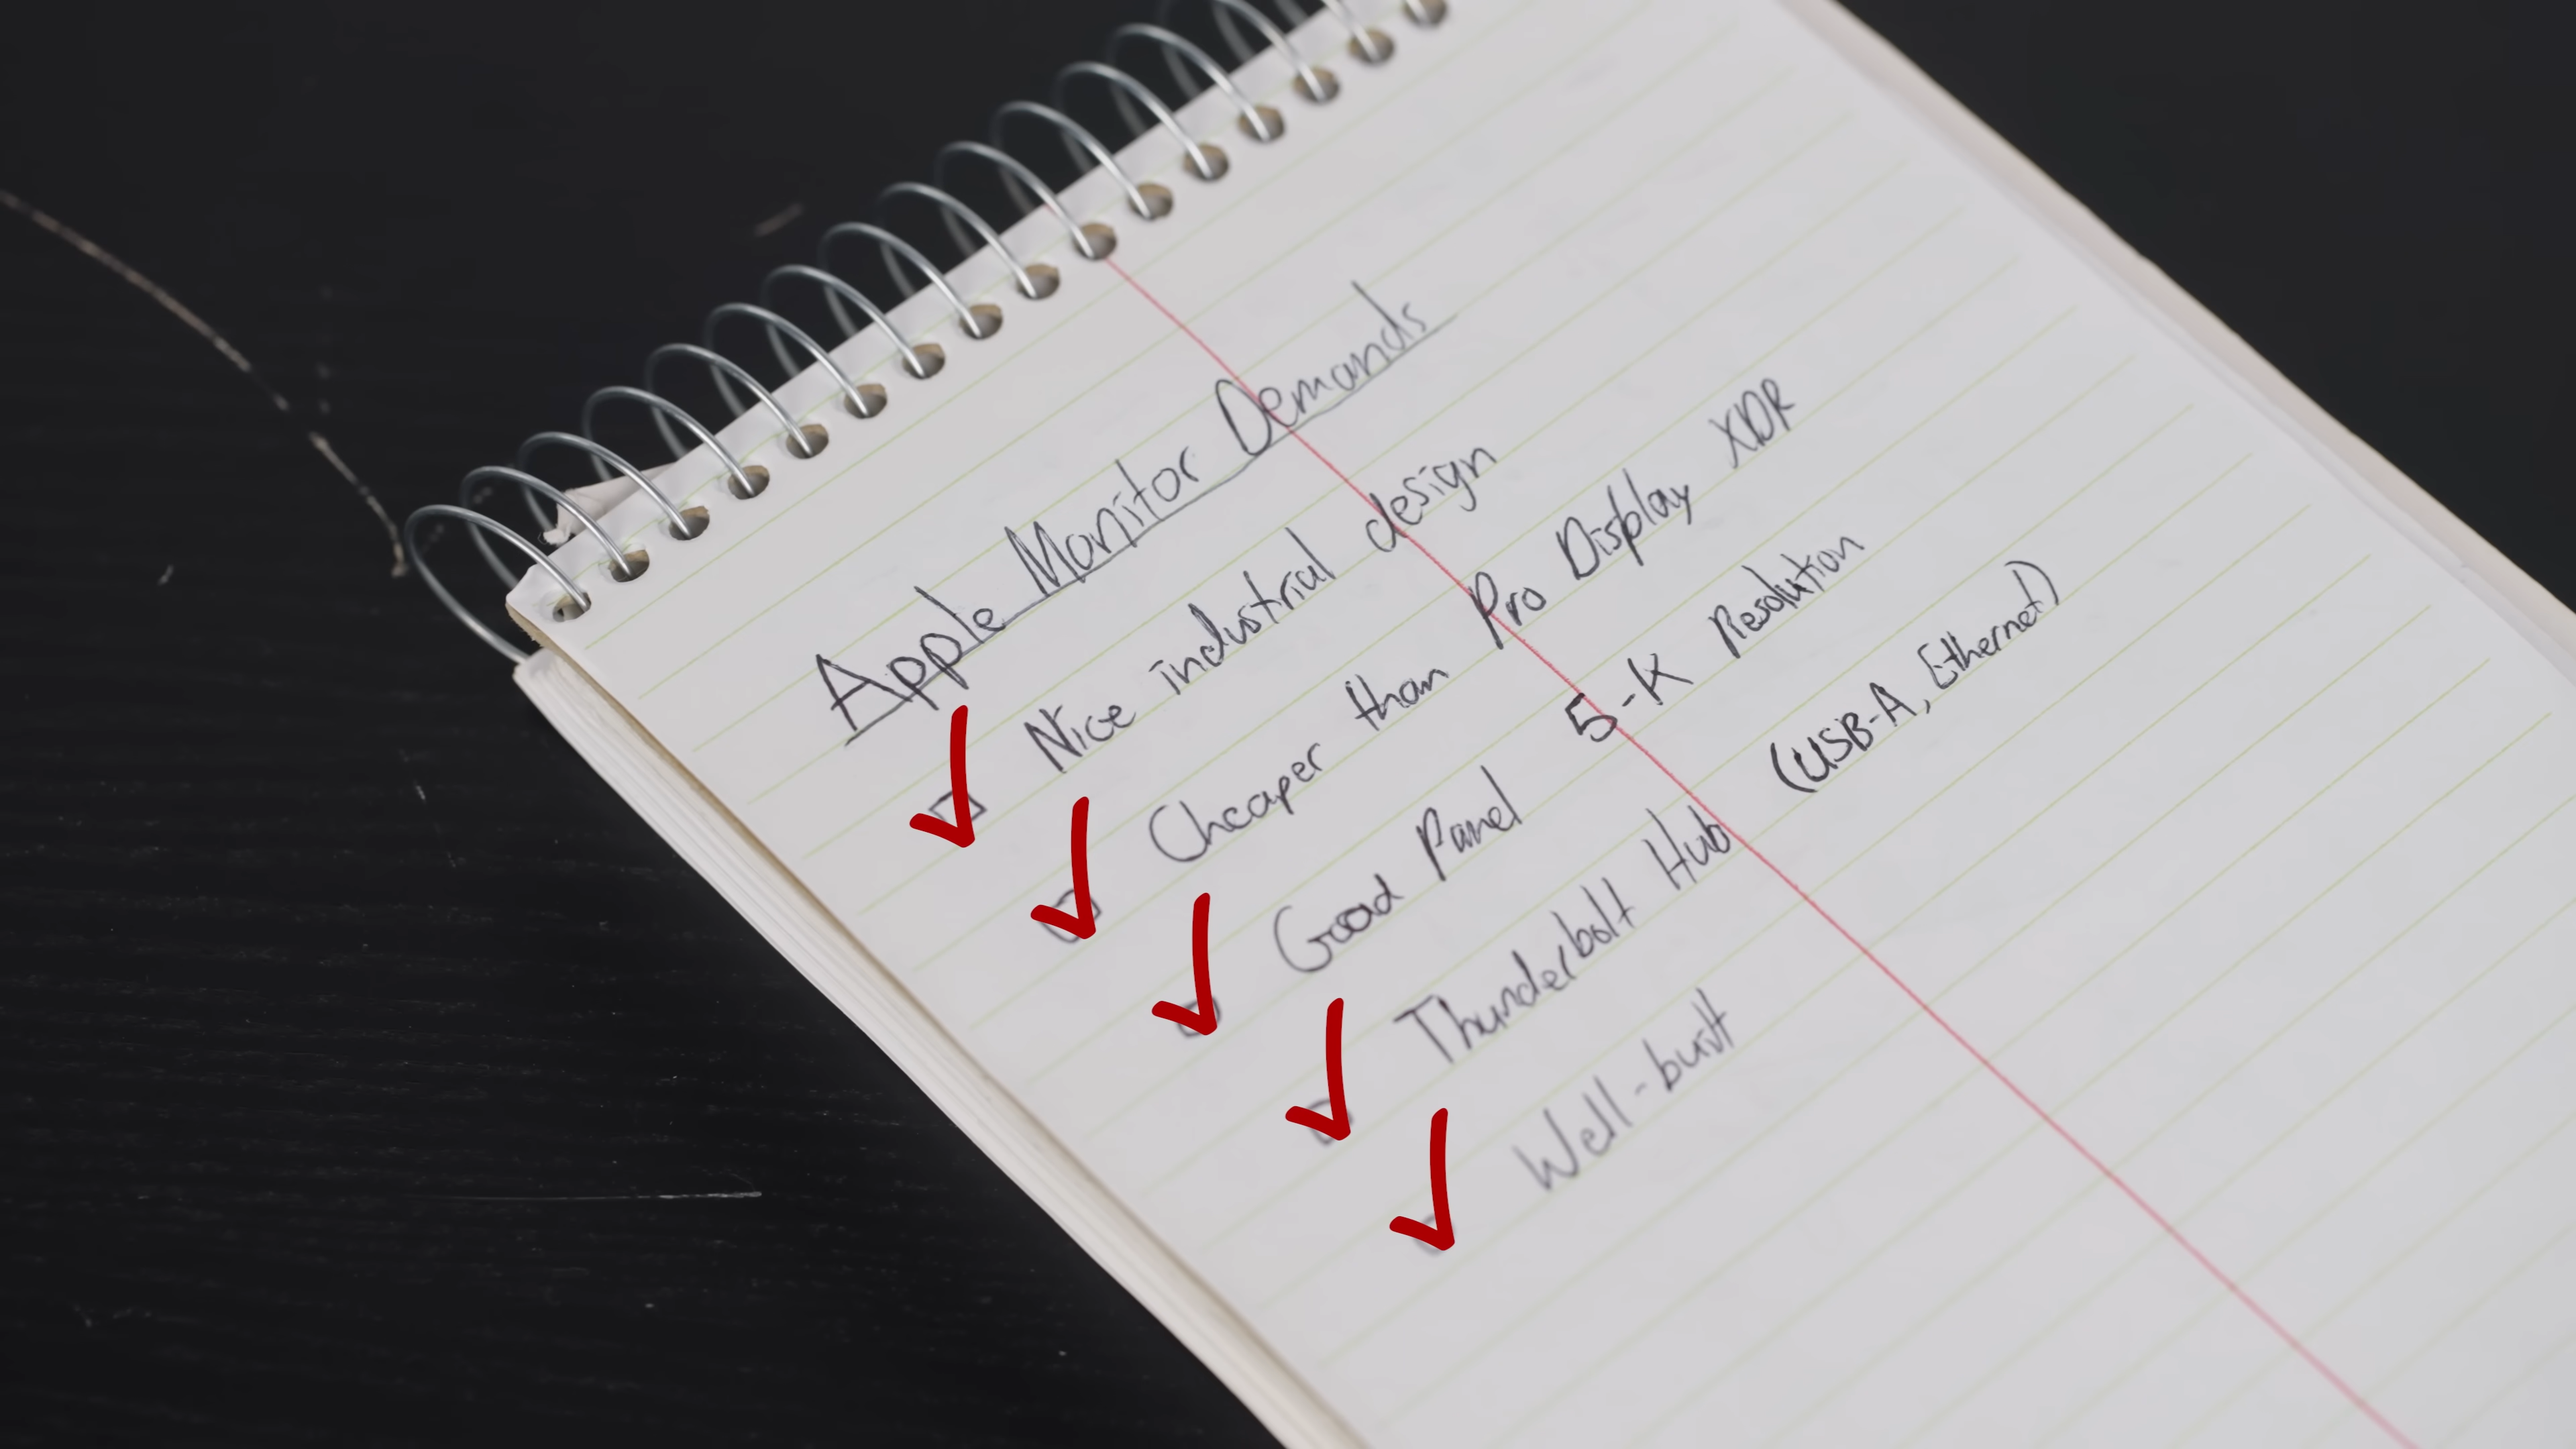 Apple Monitor Demands
Nice industrial design
Cheaper than Pro Display XDR
Good Panel 5-K Resolution
Thunderbolt Hub (USB-A, Ethernet)
Well-built